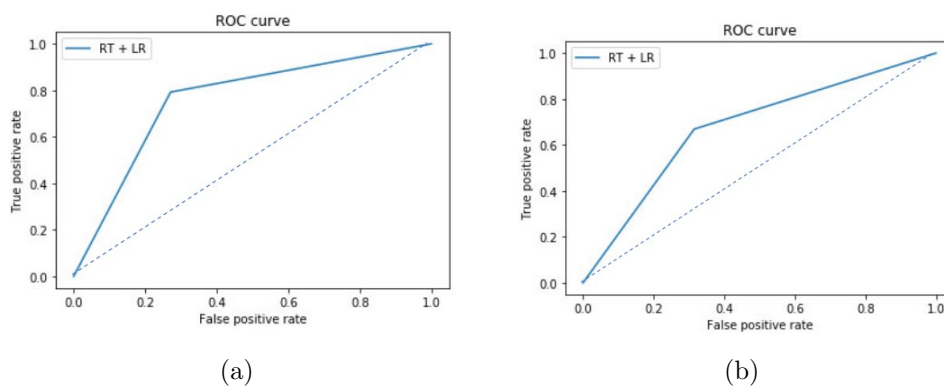 ROC curve
RT + LR
1.0
0.8
0.6
0.4
0.2
0.0
True positive rate
0.0 0.2 0.4 0.6 0.8 1.0
False positive rate
(a)
ROC curve
RT + LR
1.0
0.8
0.6
0.4
0.2
0.0
True positive rate
0.0 0.2 0.4 0.6 0.8 1.0
False positive rate
(b)